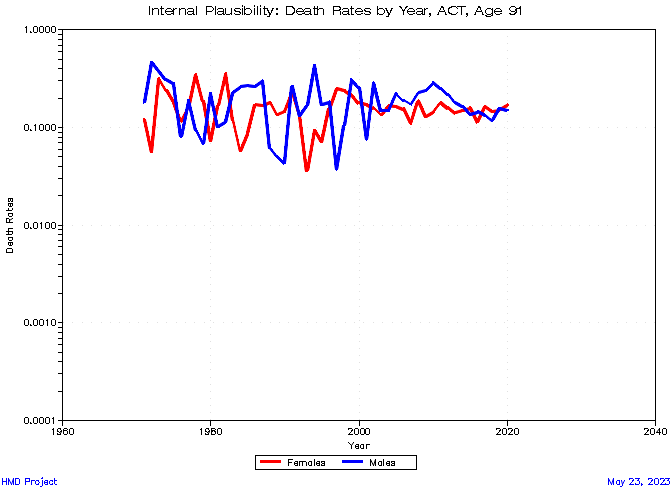 Internal Plausibility: Death Rates by Year, ACT, Age 91
1.0000
0.1000
0.0100
0.0010
0.0001
Death Rates
1960
1980
2000
2020
2040
Year
Females
Males
HMD Project
May 23, 2023